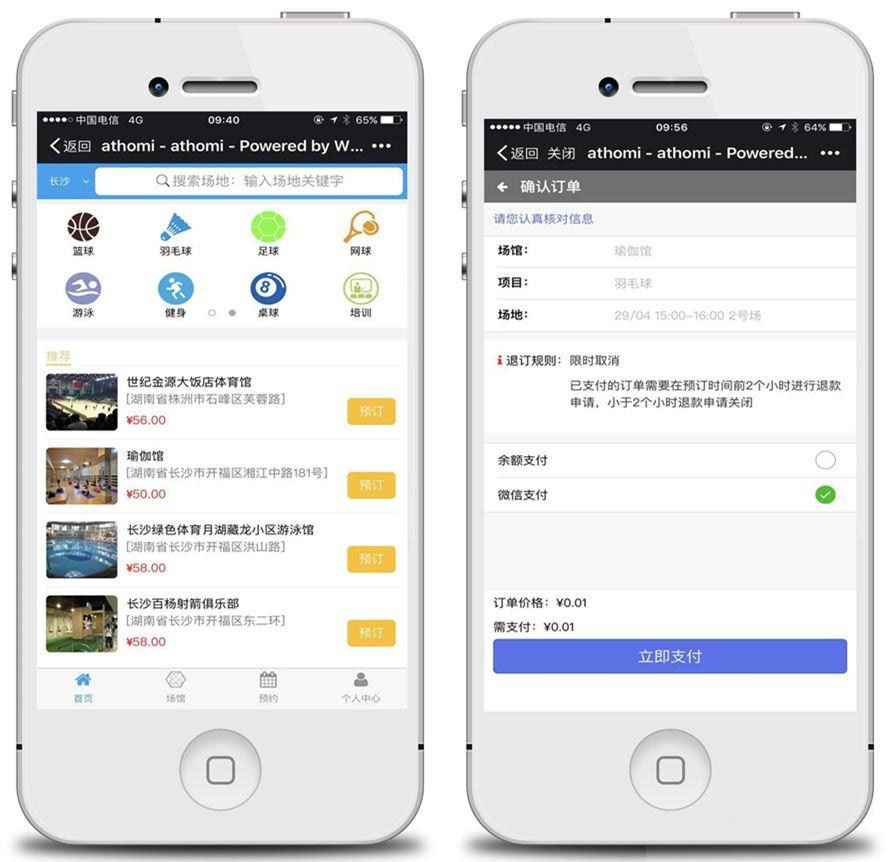 中国电信 4G 09:40 65%
返回 athomi - athomi - Powered by W...
长沙 搜索场地：输入场地关键字
篮球 羽毛球 足球 网球
8
游泳 健身 桌球 培训
推荐
世纪金源大饭店体育馆
[湖南省株洲市石峰区芙蓉路]
¥56.00
预订
瑜伽馆
[湖南省长沙市开福区湘江中路181号]
¥50.00
预订
长沙绿色体育月湖藏龙小区游泳馆
[湖南省长沙市开福区洪山路]
¥58.00
预订
长沙百杨射箭俱乐部
[湖南省长沙市开福区东二环]
¥58.00
预订
首页 场馆 预约 个人中心
中国电信 4G 09:56 64%
返回 关闭 athomi - athomi - Powered...
确认订单
请您认真核对信息
场馆： 瑜伽馆
项目： 羽毛球
场地： 29/04 15:00-16:00 2号场
退订规则： 限时取消
已支付的订单需要在预订时间前2个小时进行退款
申请，小于2个小时退款申请关闭
余额支付
微信支付
订单价格：¥0.01
需支付：¥0.01
立即支付